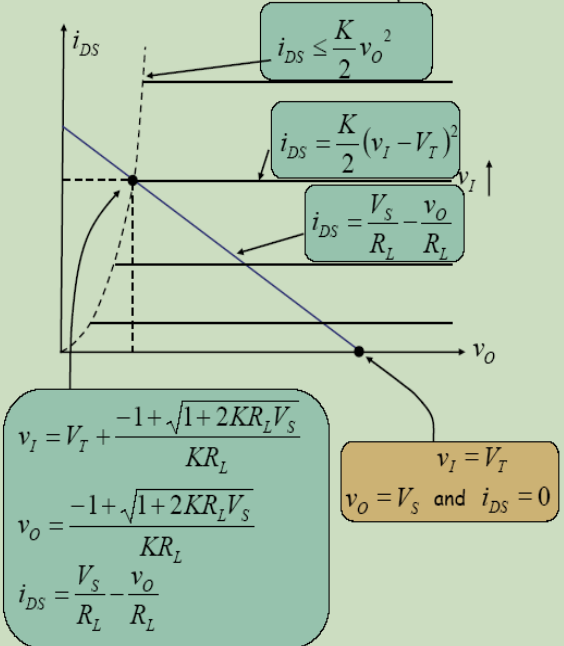 i_DS
i_DS ≤ K/2 v_O²
i_DS = K/2 (v_I − V_T)²
v_I ↑
i_DS = V_S/R_L − v_O/R_L
v_O
v_I = V_T + (−1 + √(1 + 2KR_LV_S))/(KR_L)
v_O = (−1 + √(1 + 2KR_LV_S))/(KR_L)
i_DS = V_S/R_L − v_O/R_L
v_I = V_T
v_O = V_S and i_DS = 0